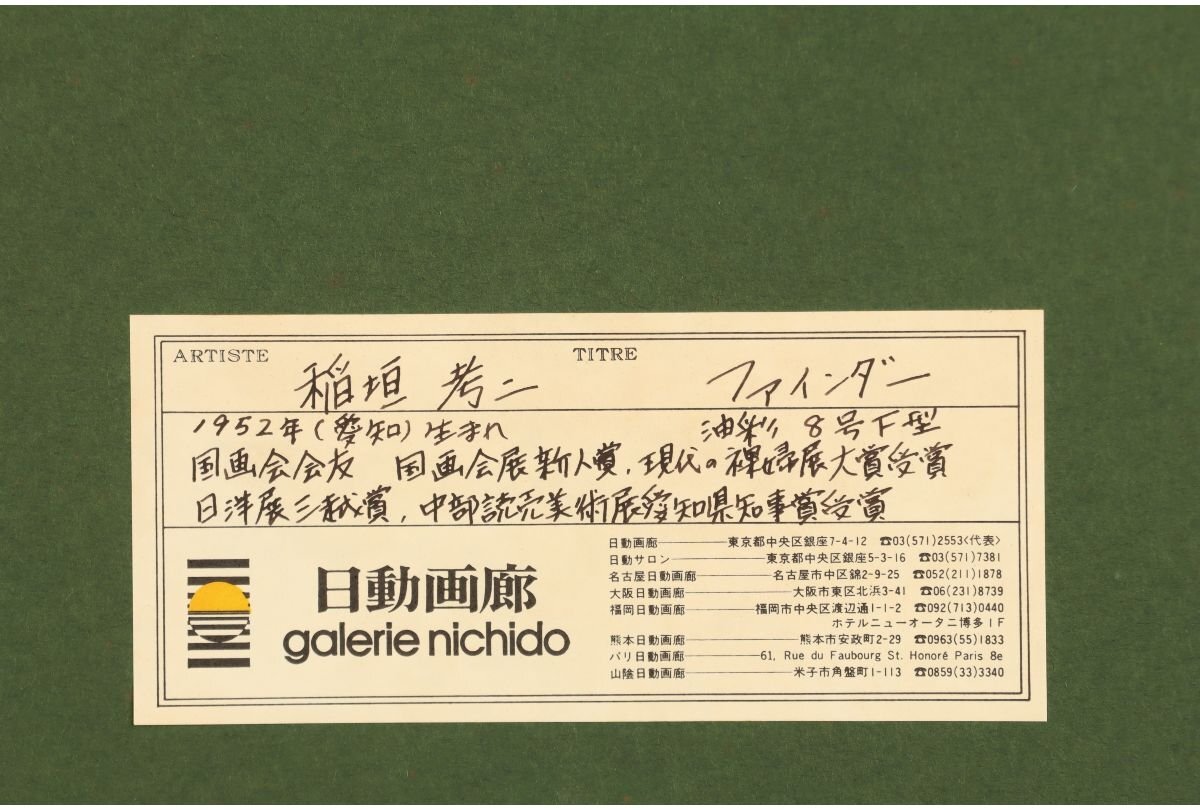 ARTISTE 稲垣 考二 TITRE ファインダー
1952年(愛知)生まれ 油彩 8号F型
国画会会友 国画会展新人賞、現代の裸婦展大賞受賞
日洋展三越賞、中部読売美術展愛知県知事賞受賞
日動画廊
galerie nichido
日動画廊 東京都中央区銀座7-4-12 ☎03(571)2553<代表>
日動サロン 東京都中央区銀座5-3-16 ☎03(571)7381
名古屋日動画廊 名古屋市中区錦2-9-25 ☎052(211)1878
大阪日動画廊 大阪市東区北浜3-41 ☎06(231)8739
福岡日動画廊 福岡市中央区渡辺通1-1-2 ☎092(713)0440
ホテルニューオータニ博多1F
熊本日動画廊 熊本市安政町2-29 ☎0963(55)1833
パリ日動画廊 61, Rue du Faubourg St. Honoré Paris 8e
山陰日動画廊 米子市角盤町1-113 ☎0859(33)3340